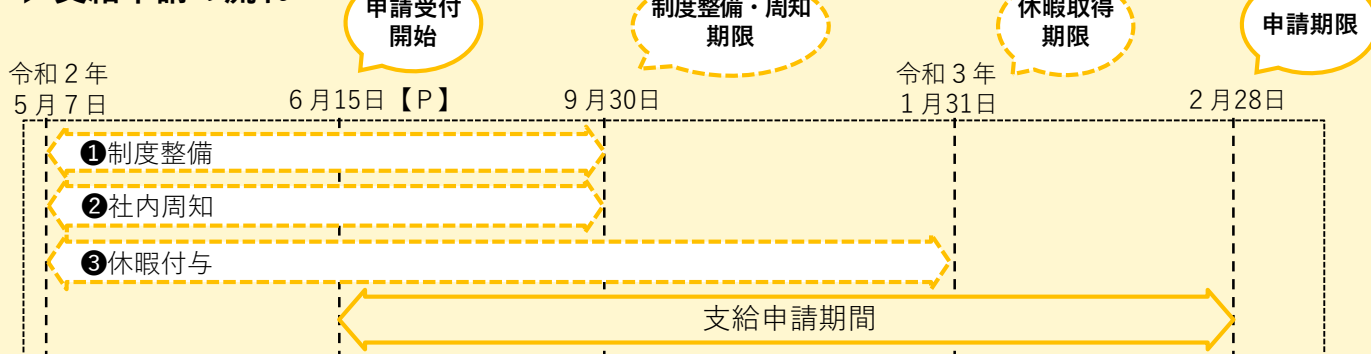 申請受付
開始
制度整備・周知
期限
休暇取得
期限
申請期限
令和２年
５月７日
６月15日【Ｐ】
９月30日
令和３年
１月31日
２月28日
❶制度整備
❷社内周知
❸休暇付与
支給申請期間